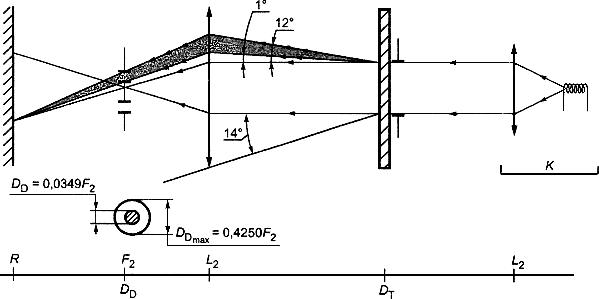 1°
12°
14°
K
D_D = 0,0349F_2
D_Dmax = 0,4250F_2
R F_2 L_2 L_2
D_D D_T